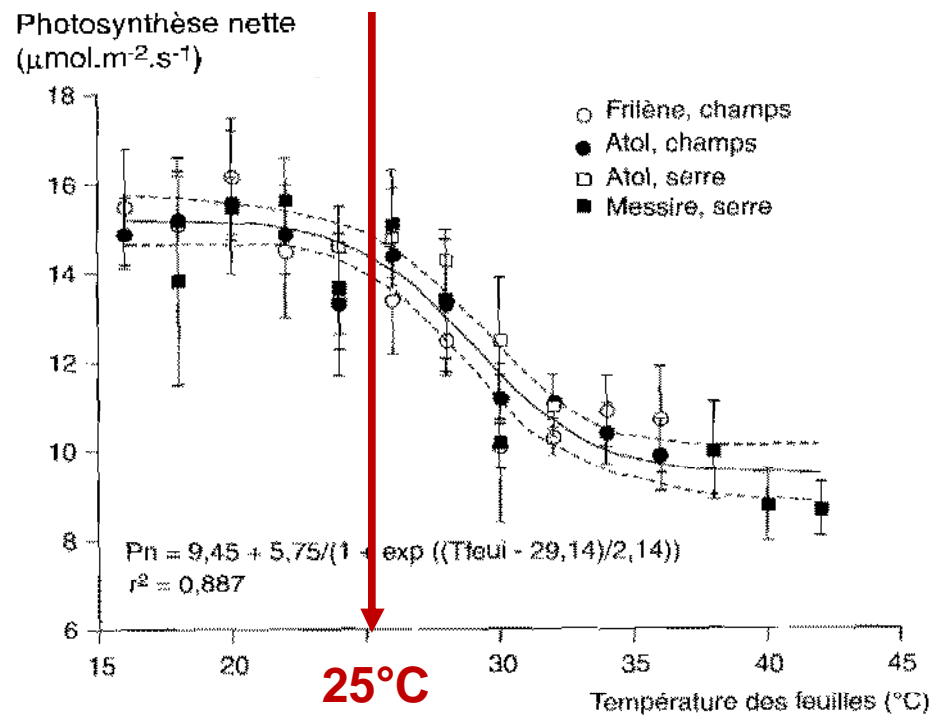 Photosynthèse nette
(μmol.m-2.s-1)
18
16
14
12
10
8
6
Frilène, champs
Atol, champs
Atol, serre
Messire, serre
Pn = 9,45 + 5,75/(1 + exp ((Tfeui - 29,14)/2,14))
r² = 0,887
15
20
30
35
40
45
25°C
Température des feuilles (°C)